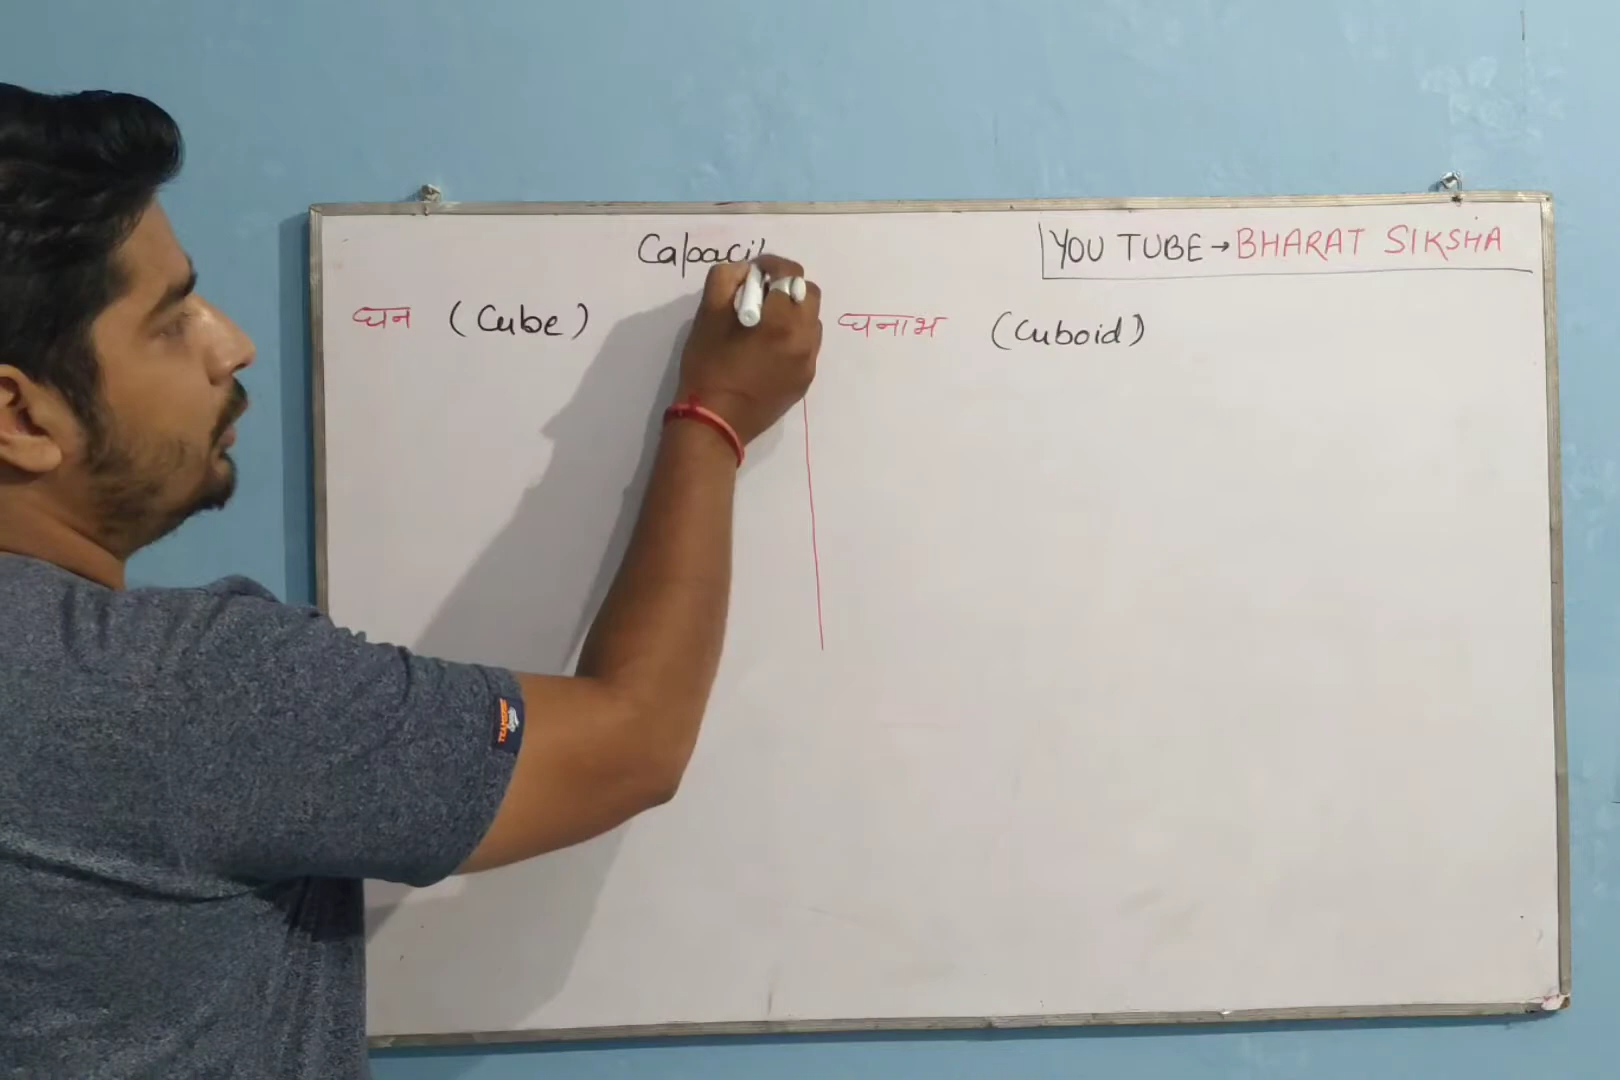 Capacit
YOU TUBE → BHARAT SIKSHA
घन (Cube)
घनाभ (Cuboid)